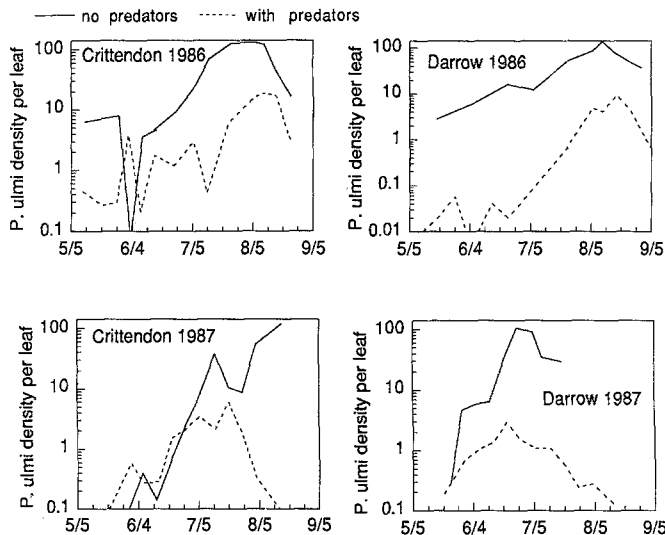 no predators with predators
P. ulmi density per leaf
Crittendon 1986
100
10
1
0.1
5/5 6/4 7/5 8/5 9/5
P. ulmi density per leaf
Darrow 1986
100
10
1
0.1
0.01
5/5 6/4 7/5 8/5 9/5
P. ulmi density per leaf
Crittendon 1987
100
10
1
0.1
5/5 6/4 7/5 8/5 9/5
P. ulmi density per leaf
Darrow 1987
100
10
1
0.1
5/5 6/4 7/5 8/5 9/5